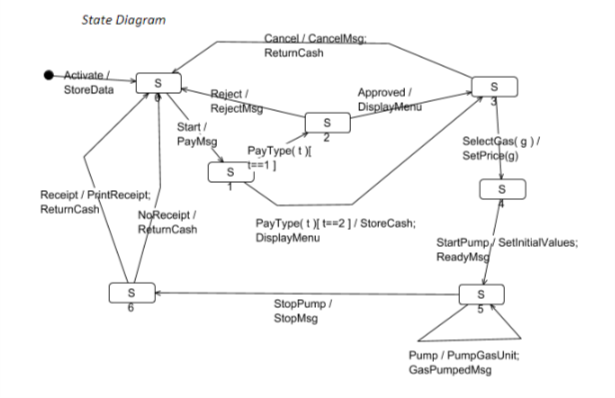 State Diagram
Cancel / CancelMsg;
ReturnCash
Activate /
StoreData
S
0
Reject /
RejectMsg
Approved /
DisplayMenu
S
3
Start /
PayMsg
S
2
PayType( t )[
t==1 ]
S
1
SelectGas( g ) /
SetPrice(g)
S
4
Receipt / PrintReceipt;
ReturnCash
NoReceipt /
ReturnCash
PayType( t )[ t==2 ] / StoreCash;
DisplayMenu
StartPump / SetInitialValues;
ReadyMsg
S
6
StopPump /
StopMsg
S
5
Pump / PumpGasUnit;
GasPumpedMsg